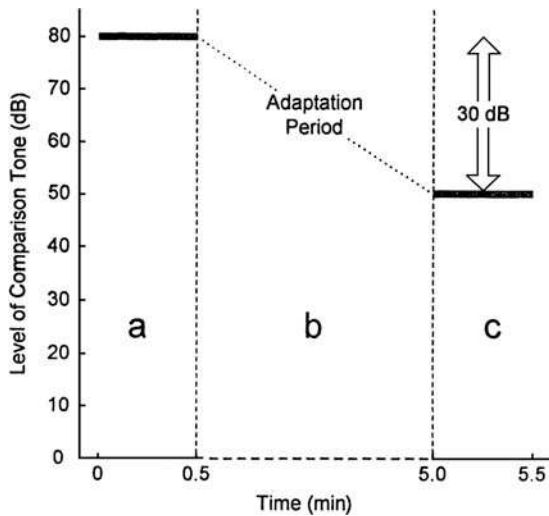 80
70
60
50
40
30
20
10
0
Level of Comparison Tone (dB)
Adaptation
Period
30 dB
a
b
c
0
0.5
5.0
5.5
Time (min)